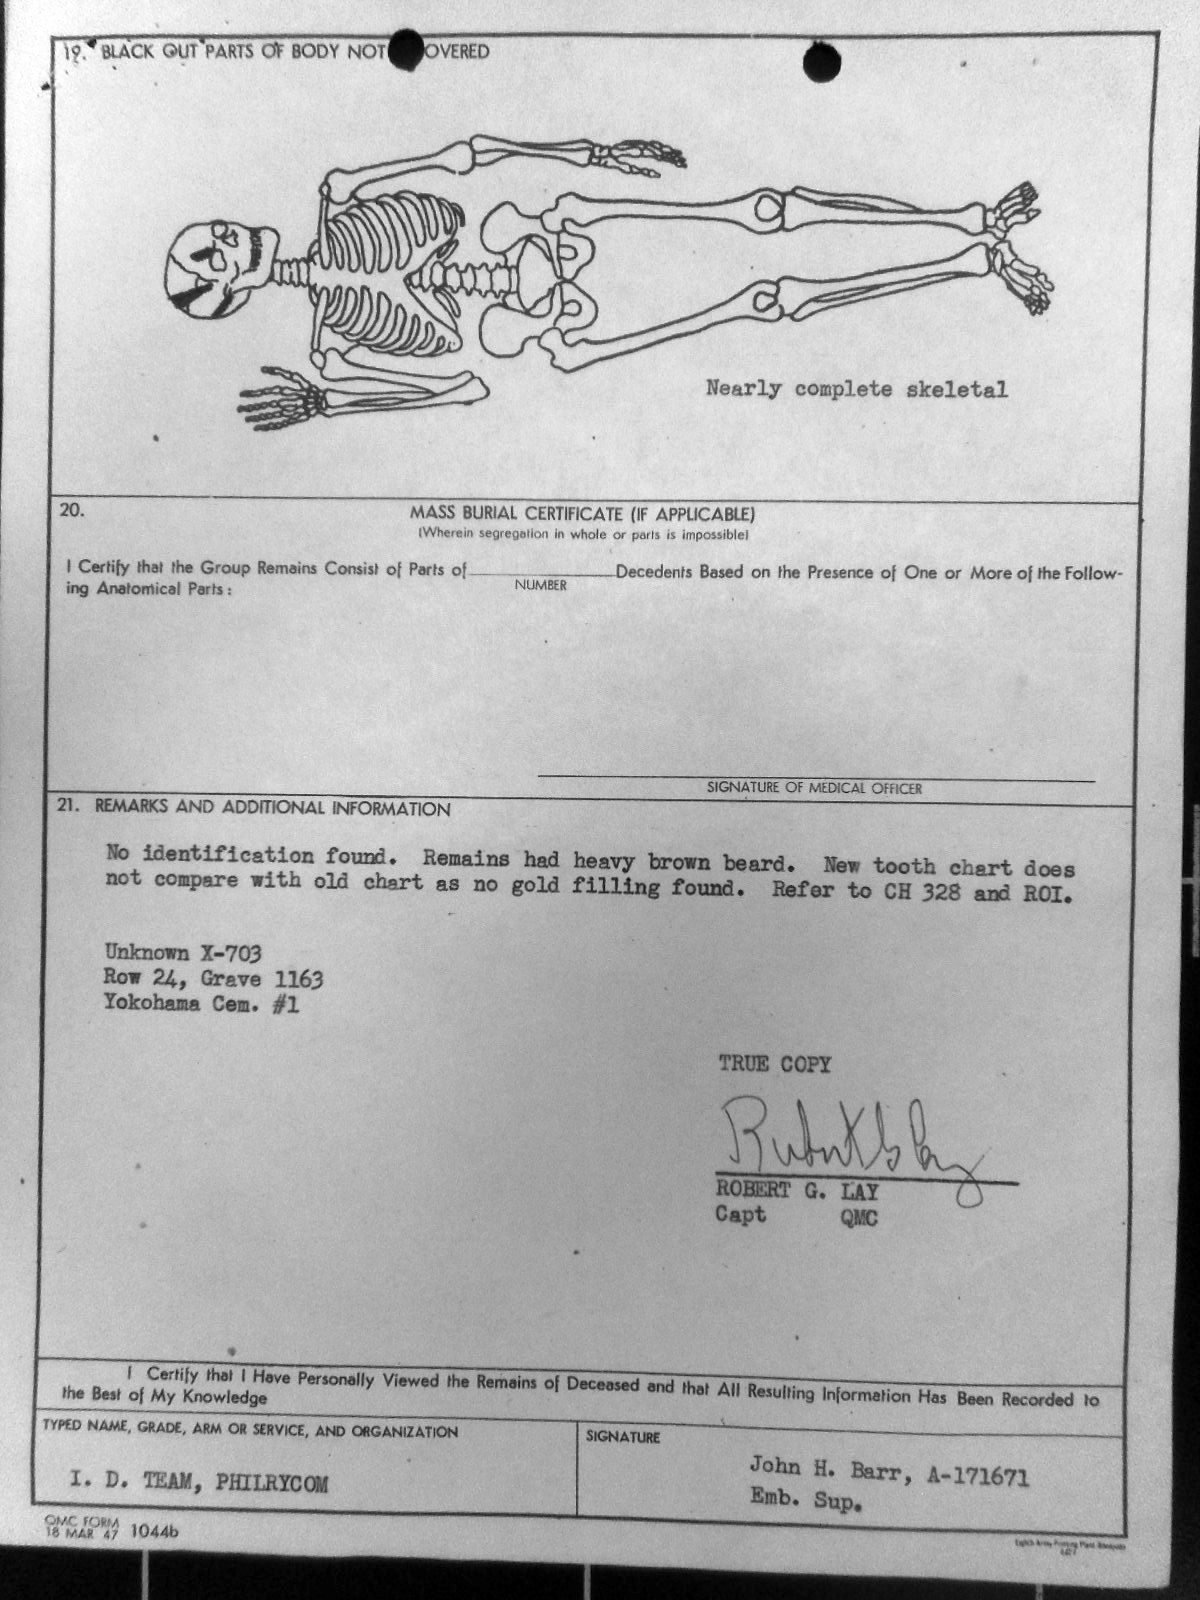 19. BLACK OUT PARTS OF BODY NOT OVERED
Nearly complete skeletal
20. MASS BURIAL CERTIFICATE (IF APPLICABLE)
(Wherein segregation in whole or parts is impossible)
I Certify that the Group Remains Consist of Parts of Decedents Based on the Presence of One or More of the Follow-
NUMBER
ing Anatomical Parts:
SIGNATURE OF MEDICAL OFFICER
21. REMARKS AND ADDITIONAL INFORMATION
No identification found. Remains had heavy brown beard. New tooth chart does
not compare with old chart as no gold filling found. Refer to CH 328 and ROI.
Unknown X-703
Row 24, Grave 1163
Yokohama Cem. #1
TRUE COPY
ROBERT G. LAY
Capt QMC
I Certify that I Have Personally Viewed the Remains of Deceased and that All Resulting Information Has Been Recorded to
the Best of My Knowledge
TYPED NAME, GRADE, ARM OR SERVICE, AND ORGANIZATION
SIGNATURE
I. D. TEAM, PHILRYCOM
John H. Barr, A-171671
Emb. Sup.
QMC FORM
18 MAR 47 1044b
Eighth Army Printing Plant